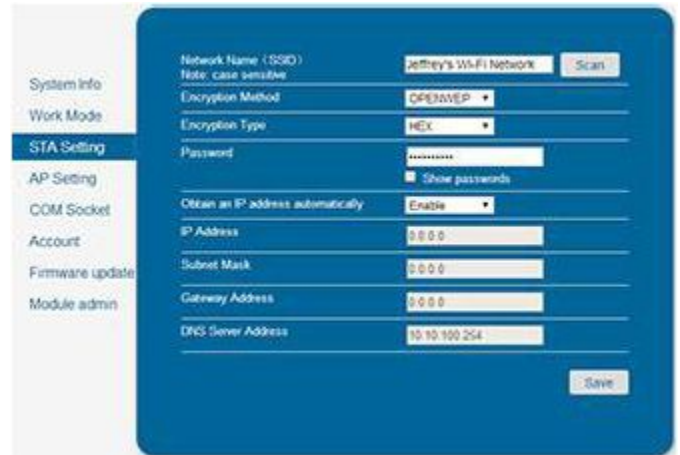 System Info
Work Mode
STA Setting
AP Setting
COM Socket
Account
Firmware update
Module admin
Network Name (SSID)
Note: case sensitive
Jeffrey's Wi-Fi Network
Scan
Encryption Method
OPENWEP
Encryption Type
HEX
Password
••••••••••
Show passwords
Obtain an IP address automatically
Enable
IP Address
0.0.0.0
Subnet Mask
0.0.0.0
Gateway Address
0.0.0.0
DNS Server Address
10.10.100.254
Save